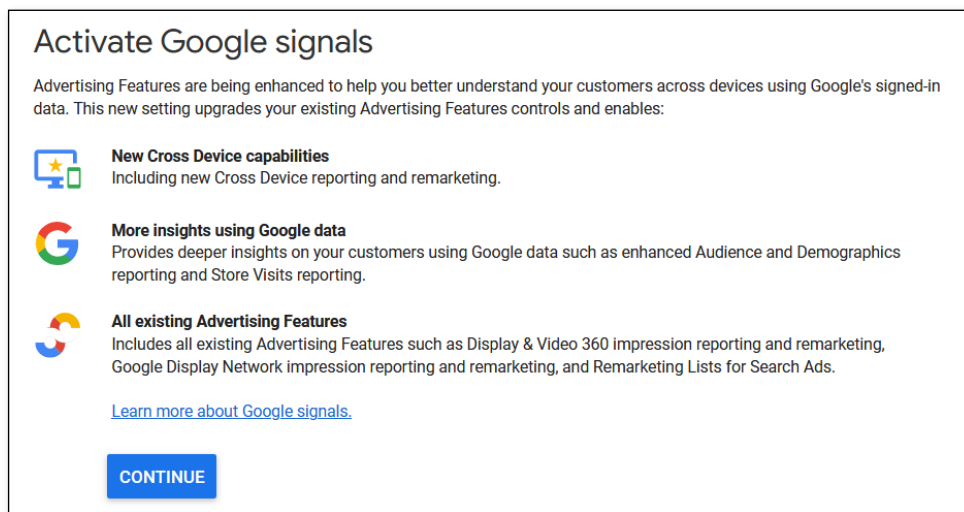 Activate Google signals
Advertising Features are being enhanced to help you better understand your customers across devices using Google's signed-in
data. This new setting upgrades your existing Advertising Features controls and enables:
New Cross Device capabilities
Including new Cross Device reporting and remarketing.
More insights using Google data
Provides deeper insights on your customers using Google data such as enhanced Audience and Demographics
reporting and Store Visits reporting.
All existing Advertising Features
Includes all existing Advertising Features such as Display & Video 360 impression reporting and remarketing,
Google Display Network impression reporting and remarketing, and Remarketing Lists for Search Ads.
Learn more about Google signals.
CONTINUE